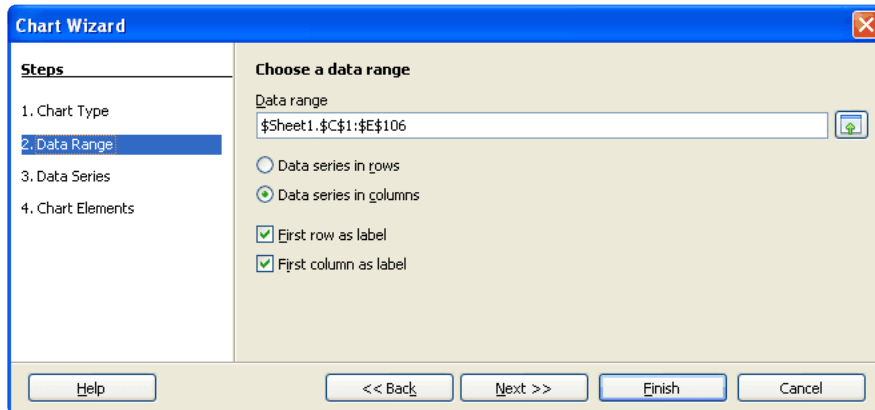 Chart Wizard
Steps
1. Chart Type
2. Data Range
3. Data Series
4. Chart Elements
Choose a data range
Data range
$Sheet1.$C$1:$E$106
Data series in rows
Data series in columns
First row as label
First column as label
Help
<< Back
Next >>
Finish
Cancel